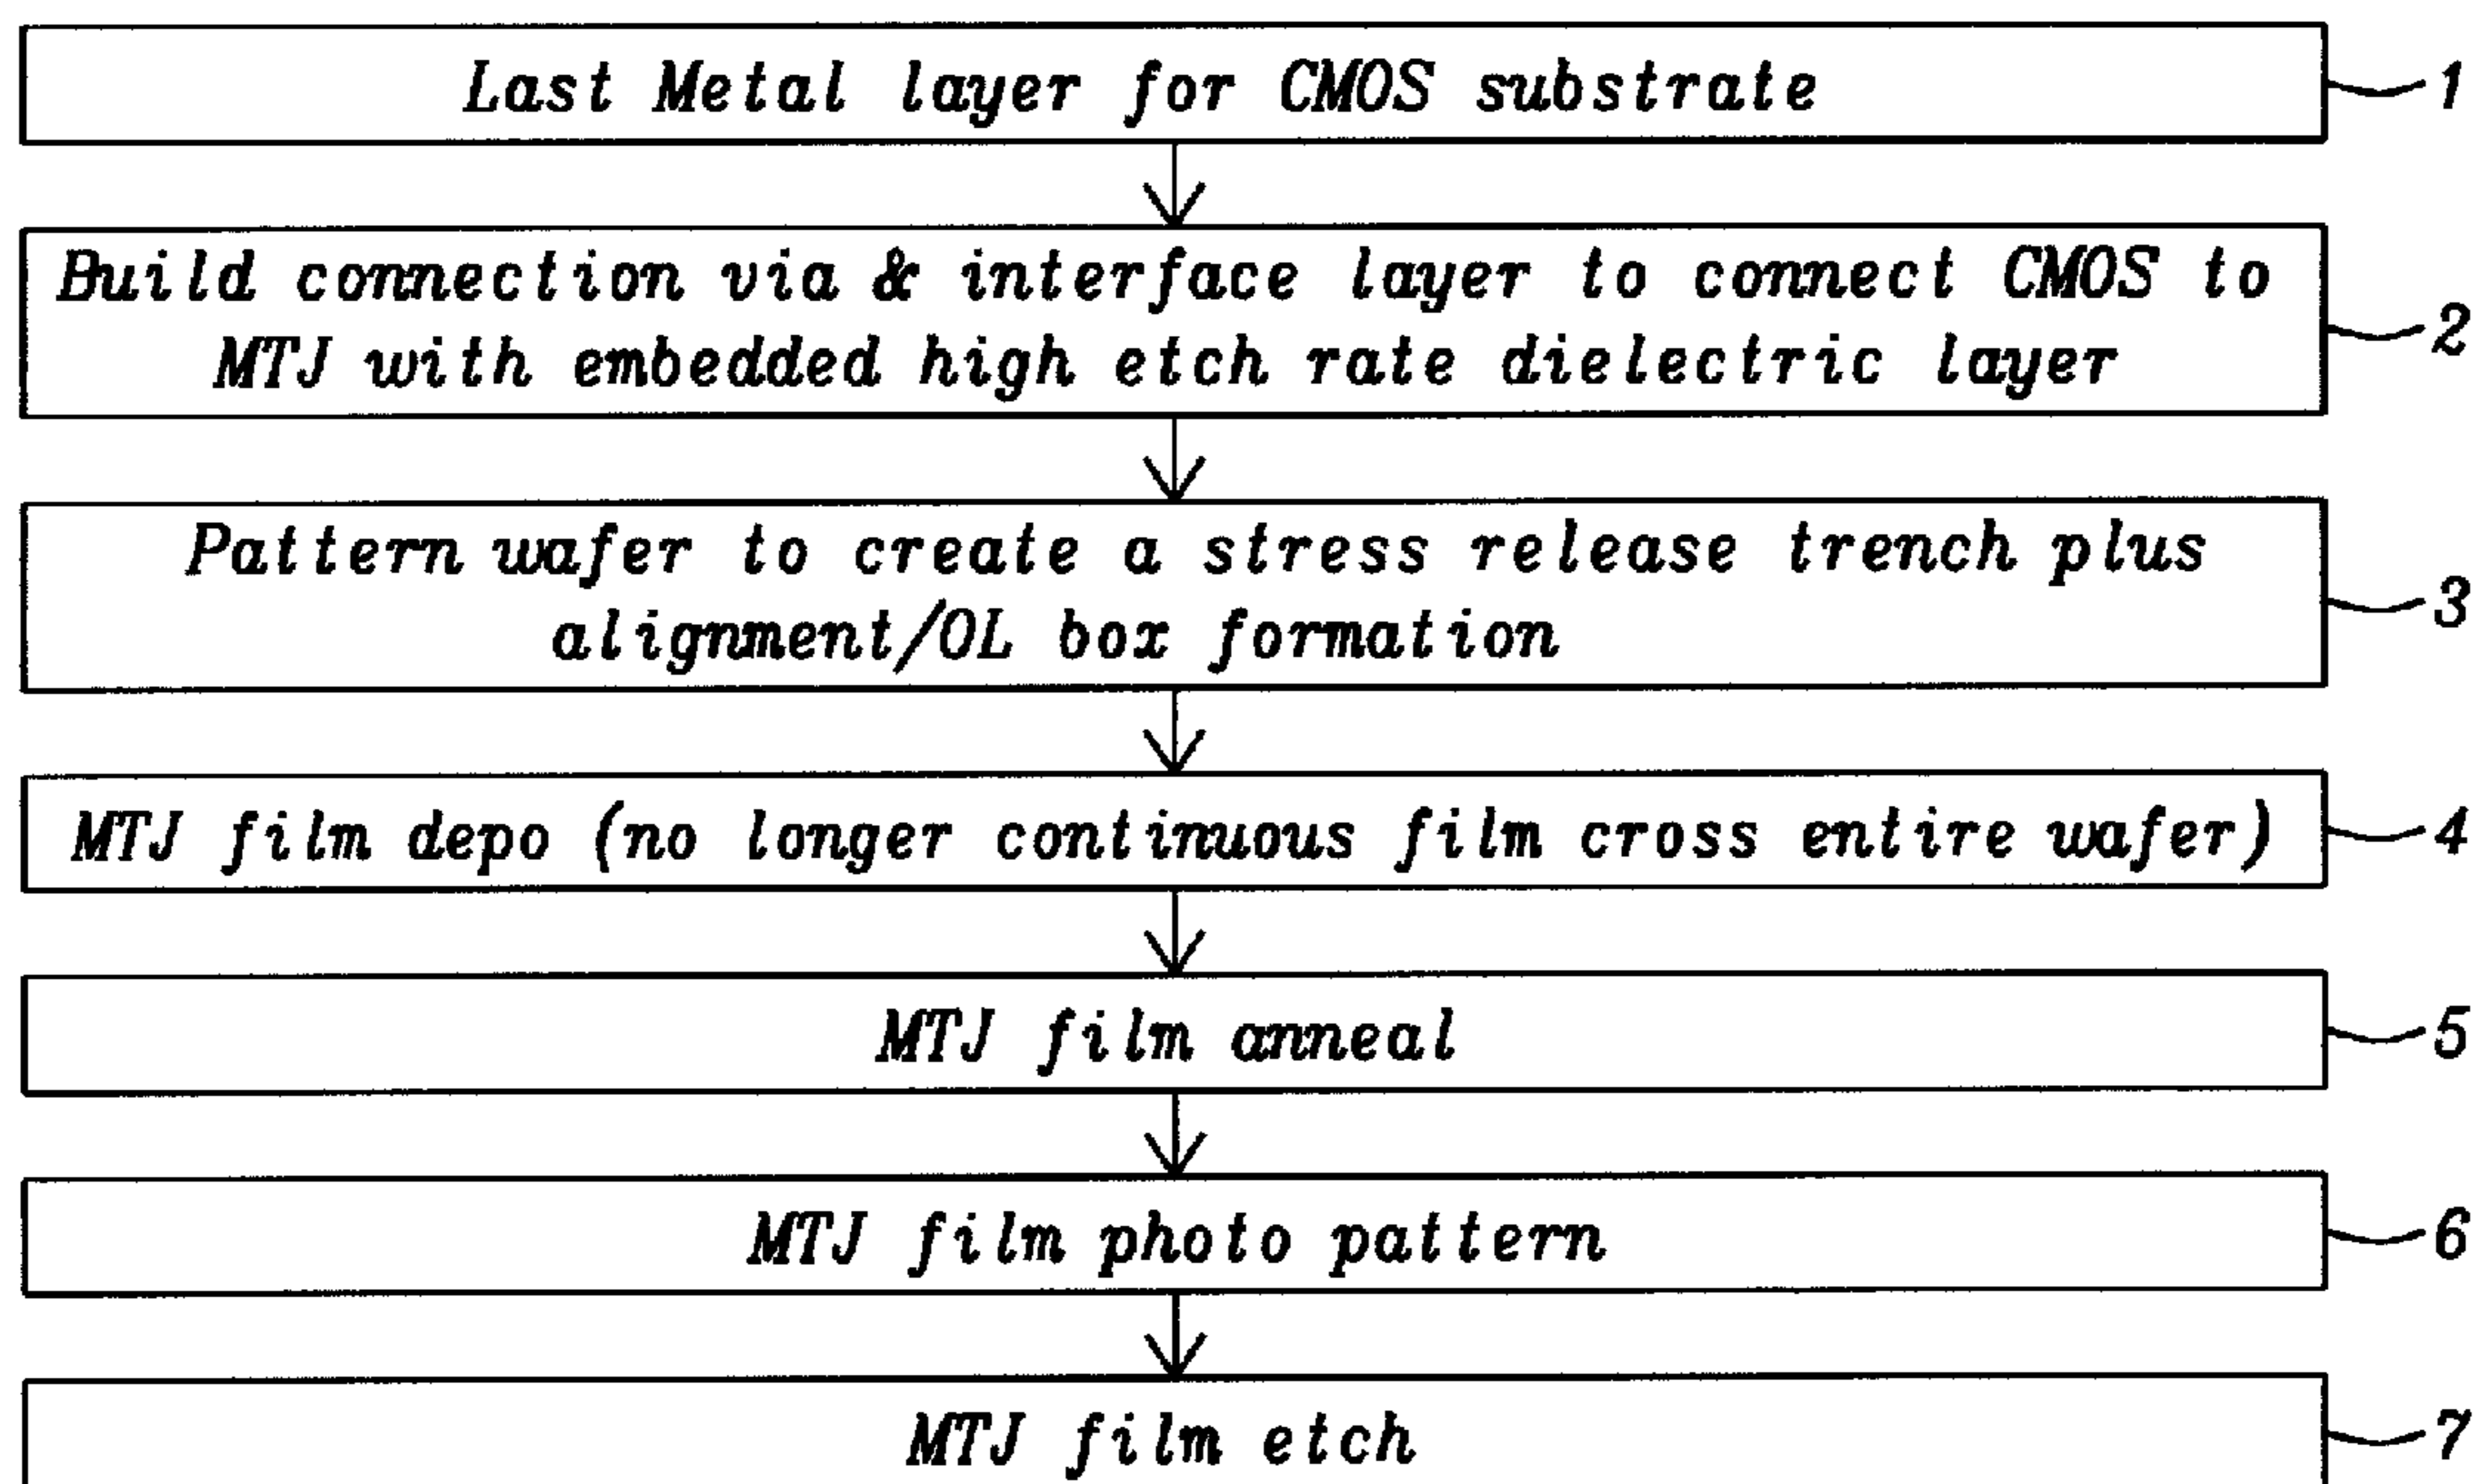 Last Metal layer for CMOS substrate
1
Build connection via & interface layer to connect CMOS to
MTJ with embedded high etch rate dielectric layer
2
Pattern wafer to create a stress release trench plus
alignment/OL box formation
3
MTJ film depo (no longer continuous film cross entire wafer)
4
MTJ film anneal
5
MTJ film photo pattern
6
MTJ film etch
7